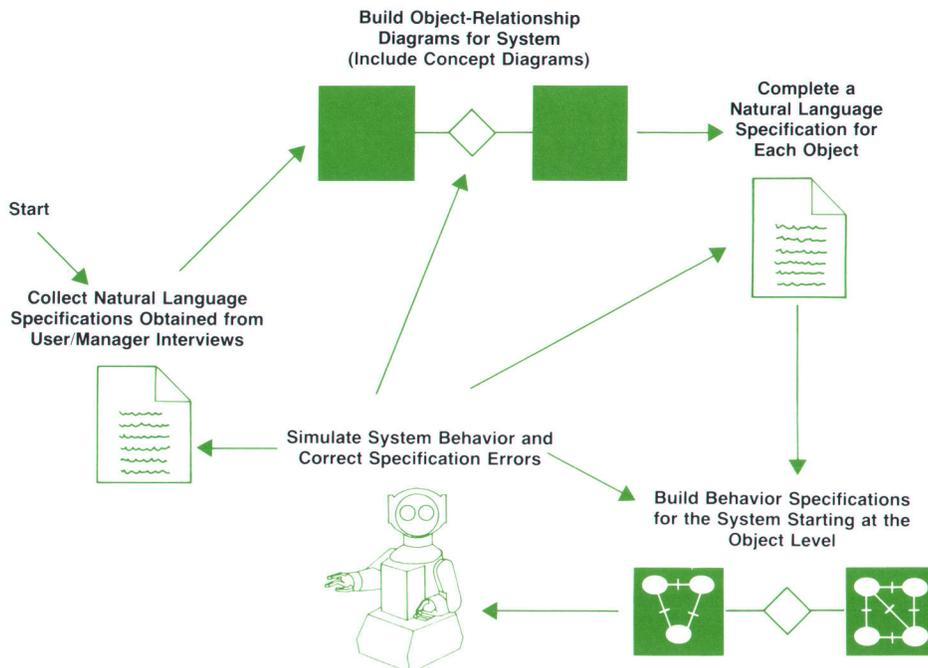 Build Object-Relationship
Diagrams for System
(Include Concept Diagrams)
Complete a
Natural Language
Specification for
Each Object
Start
Collect Natural Language
Specifications Obtained from
User/Manager Interviews
Simulate System Behavior and
Correct Specification Errors
Build Behavior Specifications
for the System Starting at the
Object Level